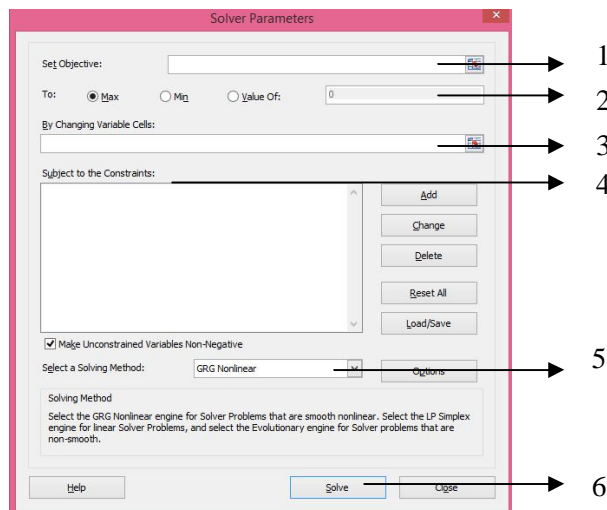 Solver Parameters
Set Objective: 1
To: Max Min Value Of: 0 2
By Changing Variable Cells:
3
Subject to the Constraints: 4
Add
Change
Delete
Reset All
Load/Save
Make Unconstrained Variables Non-Negative
Select a Solving Method: GRG Nonlinear Options 5
Solving Method
Select the GRG Nonlinear engine for Solver Problems that are smooth nonlinear. Select the LP Simplex
engine for linear Solver Problems, and select the Evolutionary engine for Solver problems that are
non-smooth.
Help Solve Close 6